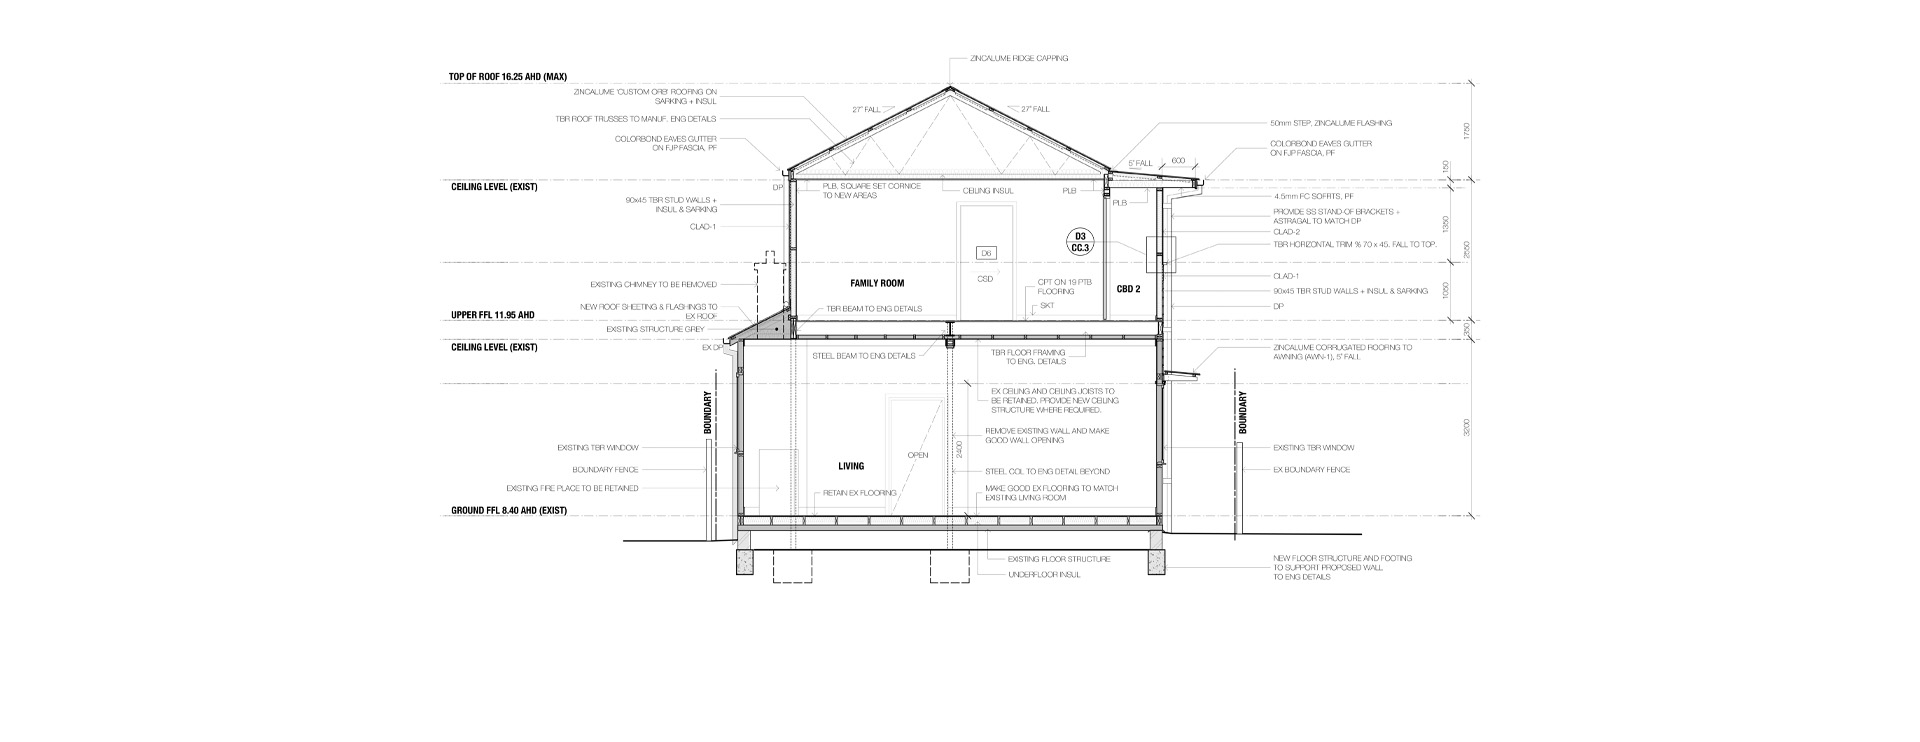 ZINCALUME RIDGE CAPPING
TOP OF ROOF 16.25 AHD (MAX)
ZINCALUME 'CUSTOM ORB' ROOFING ON
SARKING + INSUL
27° FALL
27° FALL
TBR ROOF TRUSSES TO MANUF. ENG DETAILS
50mm STEP, ZINCALUME FLASHING
1750
COLORBOND EAVES GUTTER
ON FJP FASCIA, PF
COLORBOND EAVES GUTTER
ON FJP FASCIA, PF
5° FALL
600
150
CEILING LEVEL (EXIST)
DP
PLB. SQUARE SET CORNICE
TO NEW AREAS
CEILING INSUL
PLB
PLB
4.5mm FC SOFFITS, PF
90x45 TBR STUD WALLS +
INSUL & SARKING
PROVIDE SS STAND-OF BRACKETS +
ASTRAGAL TO MATCH DP
CLAD-1
CLAD-2
1350
D3
CC.3
TBR HORIZONTAL TRIM % 70 x 45. FALL TO TOP.
2550
D6
CSD
CLAD-1
EXISTING CHIMNEY TO BE REMOVED
FAMILY ROOM
CPT ON 19 PTB
FLOORING
CBD 2
90x45 TBR STUD WALLS + INSUL & SARKING
1050
NEW ROOF SHEETING & FLASHINGS TO
EX ROOF
TBR BEAM TO ENG DETAILS
SKT
DP
UPPER FFL 11.95 AHD
EXISTING STRUCTURE GREY
350
CEILING LEVEL (EXIST)
EX DP
STEEL BEAM TO ENG DETAILS
TBR FLOOR FRAMING
TO ENG. DETAILS
ZINCALUME CORRUGATED ROOFING TO
AWNING (AWN-1), 5° FALL
BOUNDARY
EX CEILING AND CEILING JOISTS TO
BE RETAINED. PROVIDE NEW CEILING
STRUCTURE WHERE REQUIRED.
BOUNDARY
REMOVE EXISTING WALL AND MAKE
GOOD WALL OPENING
3200
2400
EXISTING TBR WINDOW
OPEN
EXISTING TBR WINDOW
BOUNDARY FENCE
LIVING
STEEL COL TO ENG DETAIL BEYOND
EX BOUNDARY FENCE
EXISTING FIRE PLACE TO BE RETAINED
RETAIN EX FLOORING
MAKE GOOD EX FLOORING TO MATCH
EXISTING LIVING ROOM
GROUND FFL 8.40 AHD (EXIST)
EXISTING FLOOR STRUCTURE
UNDERFLOOR INSUL
NEW FLOOR STRUCTURE AND FOOTING
TO SUPPORT PROPOSED WALL
TO ENG DETAILS